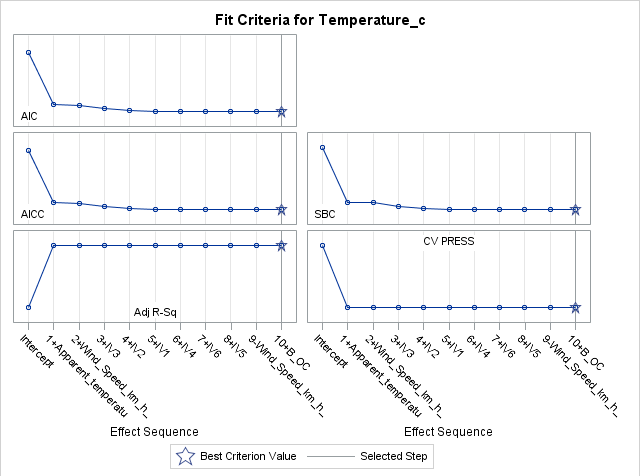 Fit Criteria for Temperature_c
AIC
AICC
SBC
Adj R-Sq
CV PRESS
Intercept
1+Apparent_temperatu
2+Wind_Speed_km_h_
3+IV3
4+IV2
5+IV1
6+IV4
7+IV6
8+IV5
9-Wind_Speed_km_h_
10+B_OC
Intercept
1+Apparent_temperatu
2+Wind_Speed_km_h_
3+IV3
4+IV2
5+IV1
6+IV4
7+IV6
8+IV5
9-Wind_Speed_km_h_
10+B_OC
Effect Sequence
Effect Sequence
Best Criterion Value
Selected Step